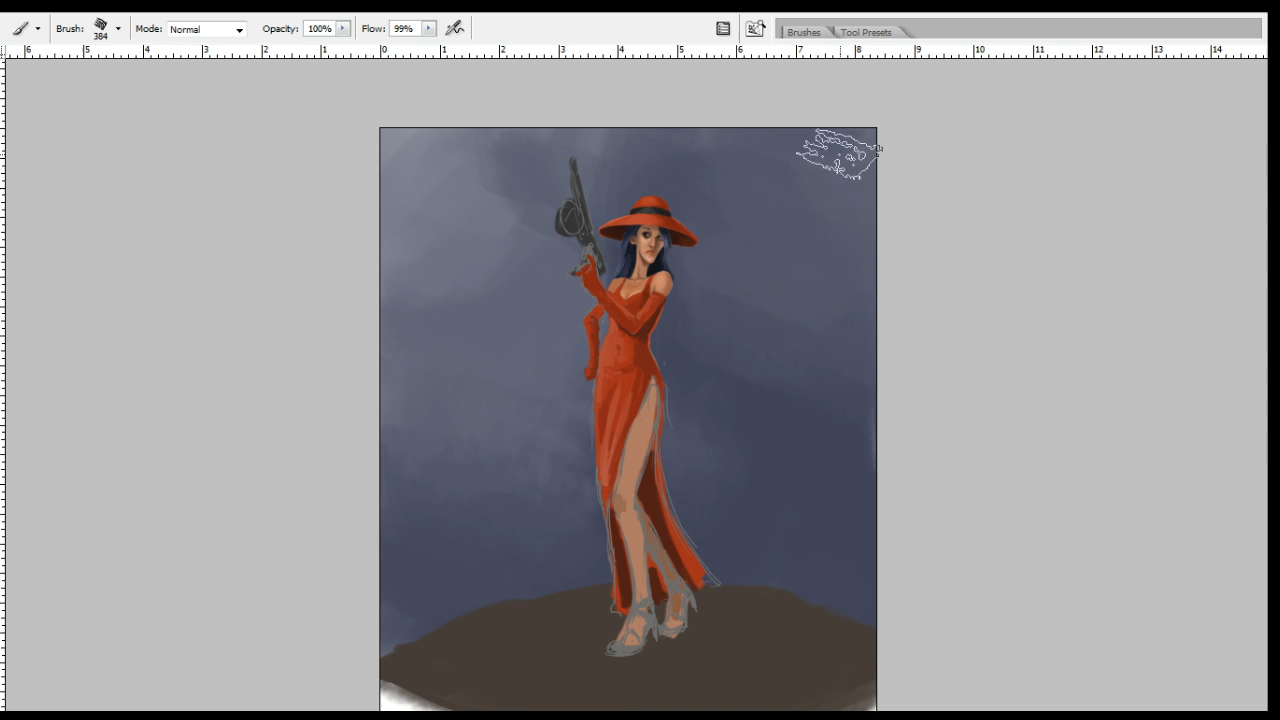 Brush: 384 Mode: Normal Opacity: 100% Flow: 99% Brushes Tool Presets
6 5 4 3 2 1 0 1 2 3 4 5 6 7 8 9 10 11 12 13 14